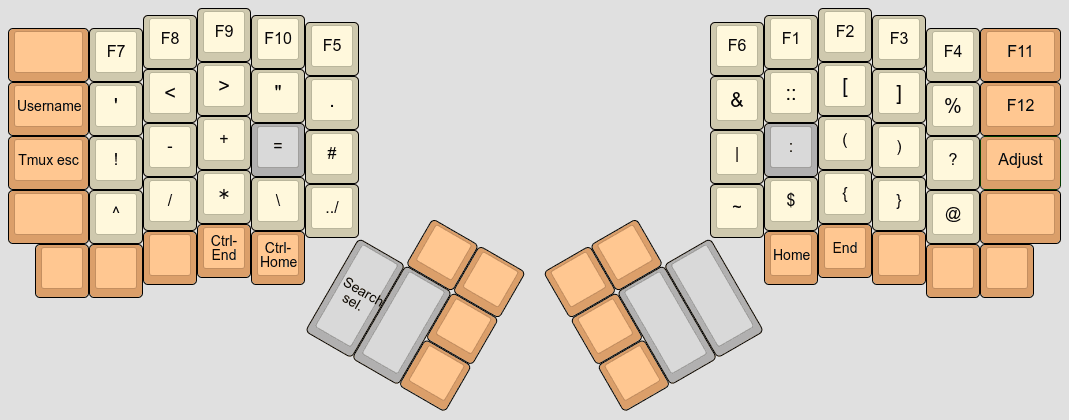 F7 F8 F9 F10 F5 F6 F1 F2 F3 F4 F11
Username ' < > " . & :: [ ] % F12
Tmux esc ! - + = # | : ( ) ? Adjust
^ / * \ ../ ~ $ { } @
Ctrl-
End
Ctrl-
Home
Home End
Search
sel.